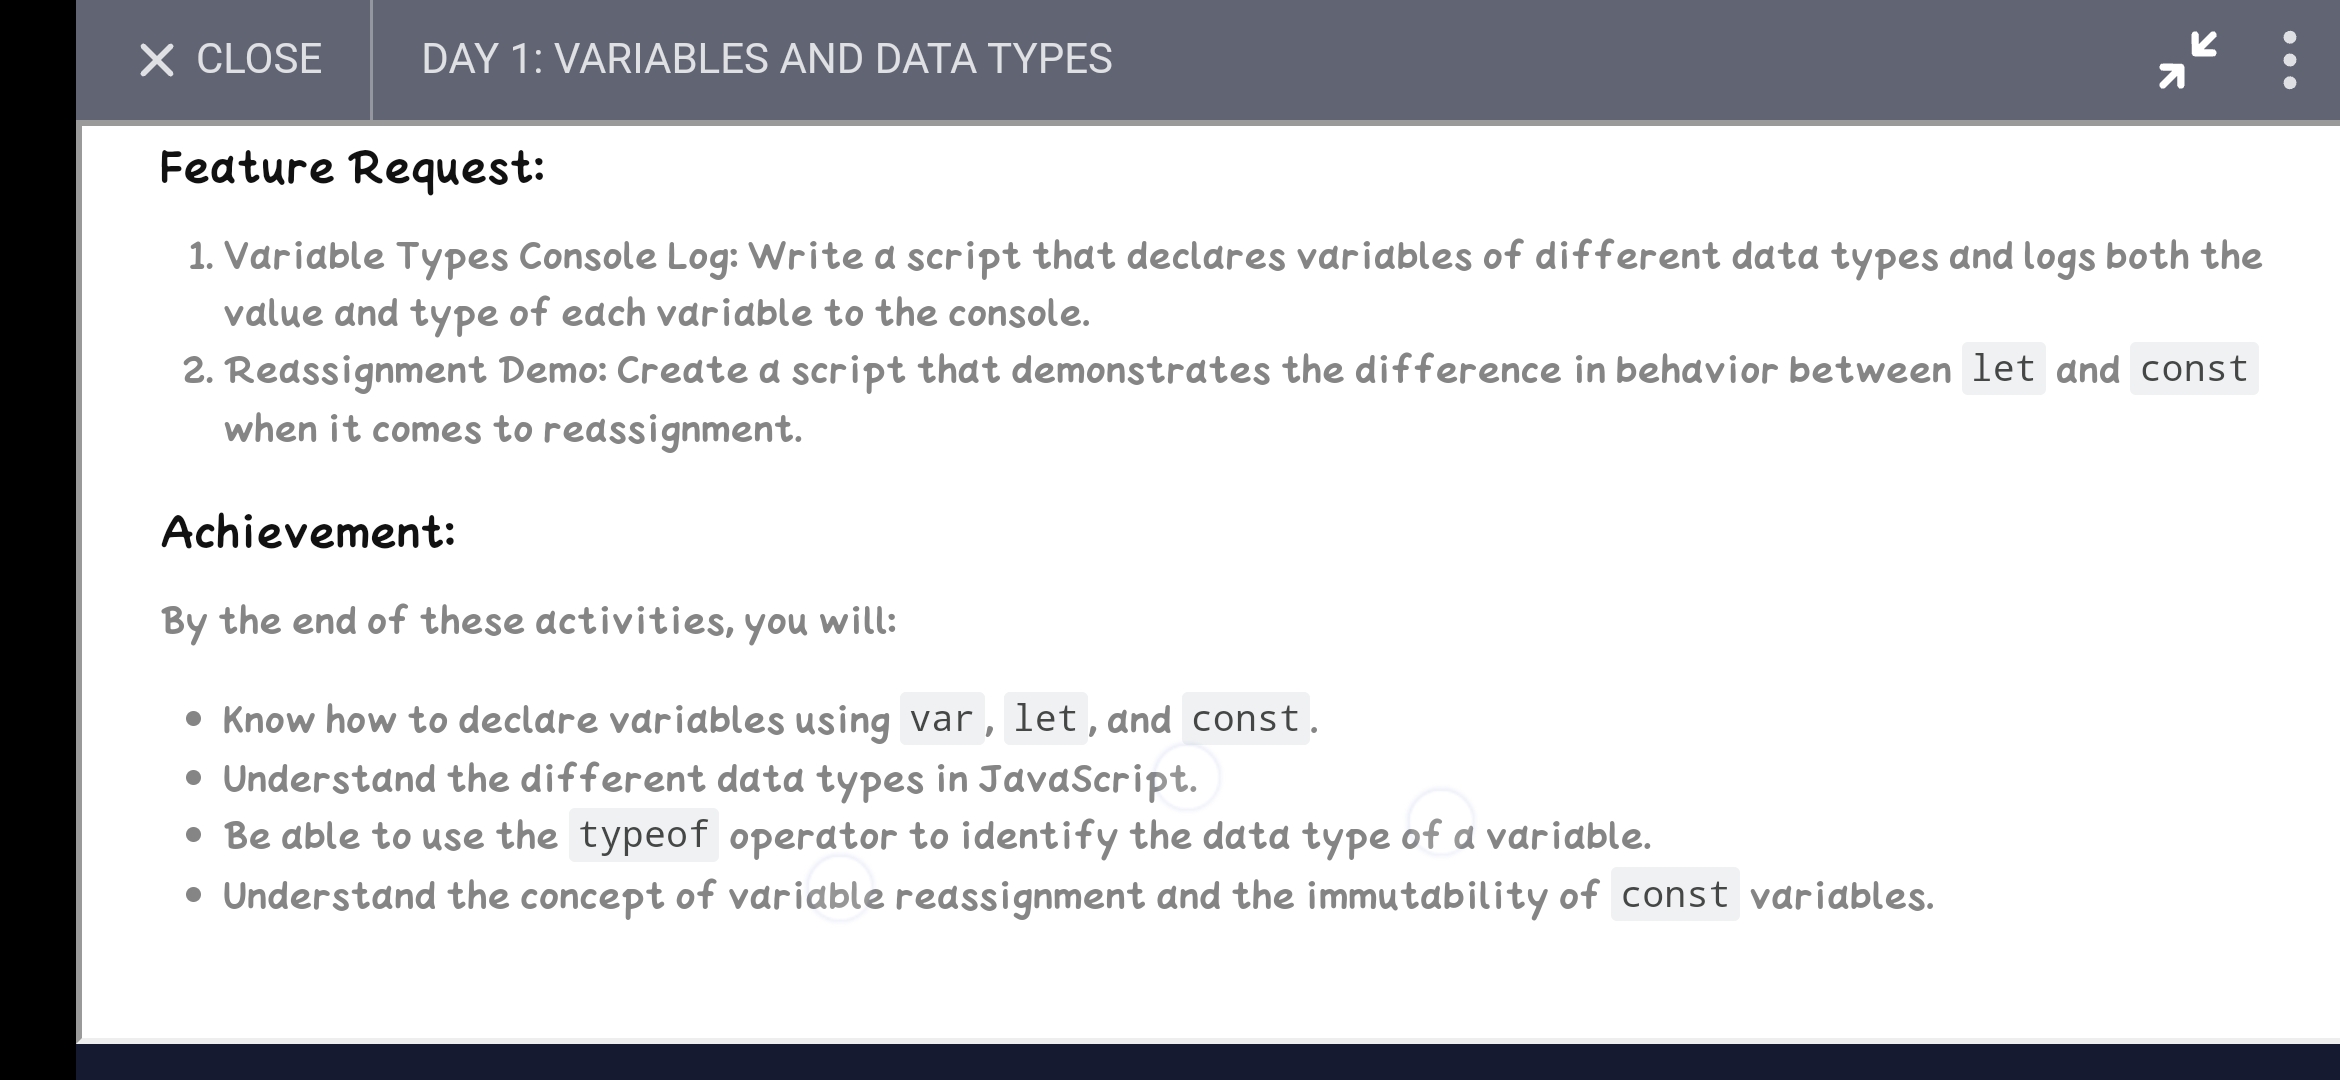 CLOSE
DAY 1: VARIABLES AND DATA TYPES
Feature Request:
1. Variable Types Console Log: Write a script that declares variables of different data types and logs both the
value and type of each variable to the console.
2. Reassignment Demo: Create a script that demonstrates the difference in behavior between let and const
when it comes to reassignment.
Achievement:
By the end of these activities, you will:
• Know how to declare variables using var, let, and const.
• Understand the different data types in JavaScript.
• Be able to use the typeof operator to identify the data type of a variable.
• Understand the concept of variable reassignment and the immutability of const variables.